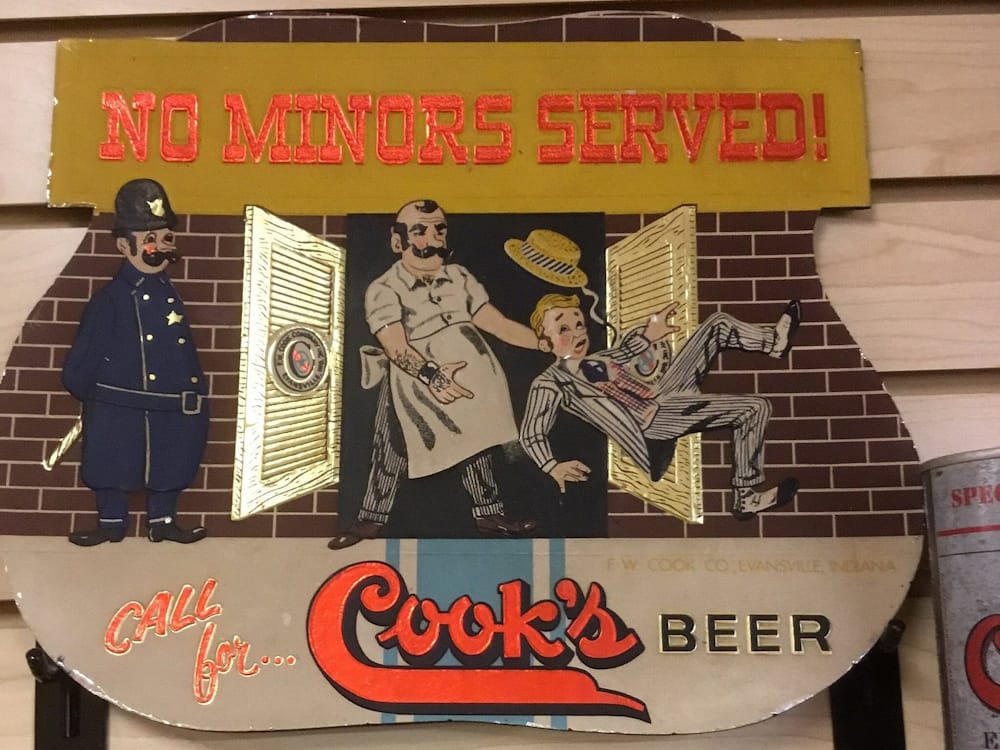 NO MINORS SERVED!
F. W. COOK CO., EVANSVILLE, INDIANA
CALL
for...
Cook's
BEER